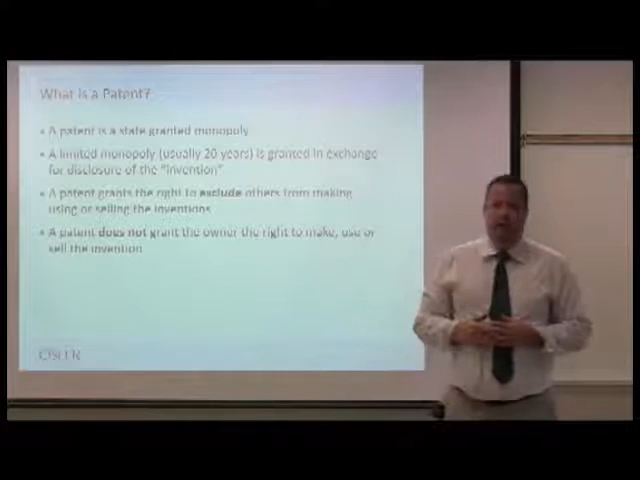 What is a Patent?
• A patent is a state granted monopoly
• A limited monopoly (usually 20 years) is granted in exchange
for disclosure of the "invention"
• A patent grants the right to exclude others from making
using or selling the inventions
• A patent does not grant the owner the right to make, use or
sell the invention
OSLER